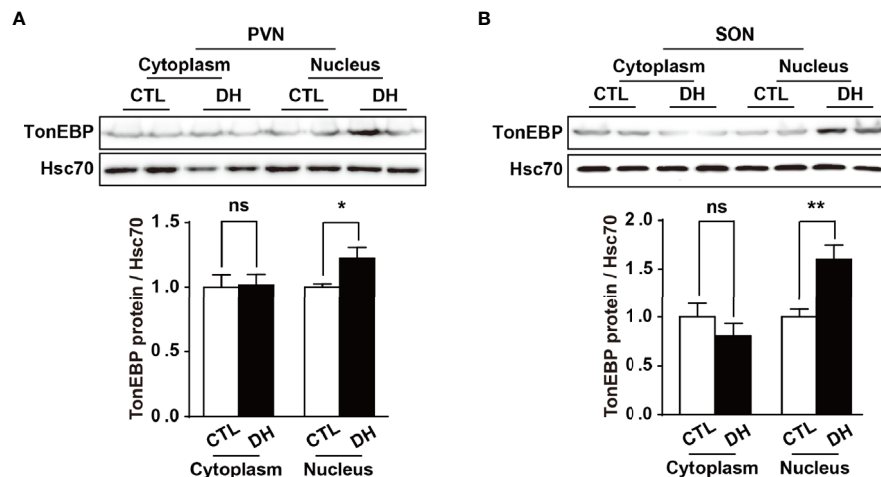 A
PVN
Cytoplasm Nucleus
CTL DH CTL DH
TonEBP
Hsc70
TonEBP protein / Hsc70
1.5
1.0
0.5
0.0
ns *
CTL DH CTL DH
Cytoplasm Nucleus
B
SON
Cytoplasm Nucleus
CTL DH CTL DH
TonEBP
Hsc70
TonEBP protein / Hsc70
2.0
1.5
1.0
0.5
0.0
ns **
CTL DH CTL DH
Cytoplasm Nucleus